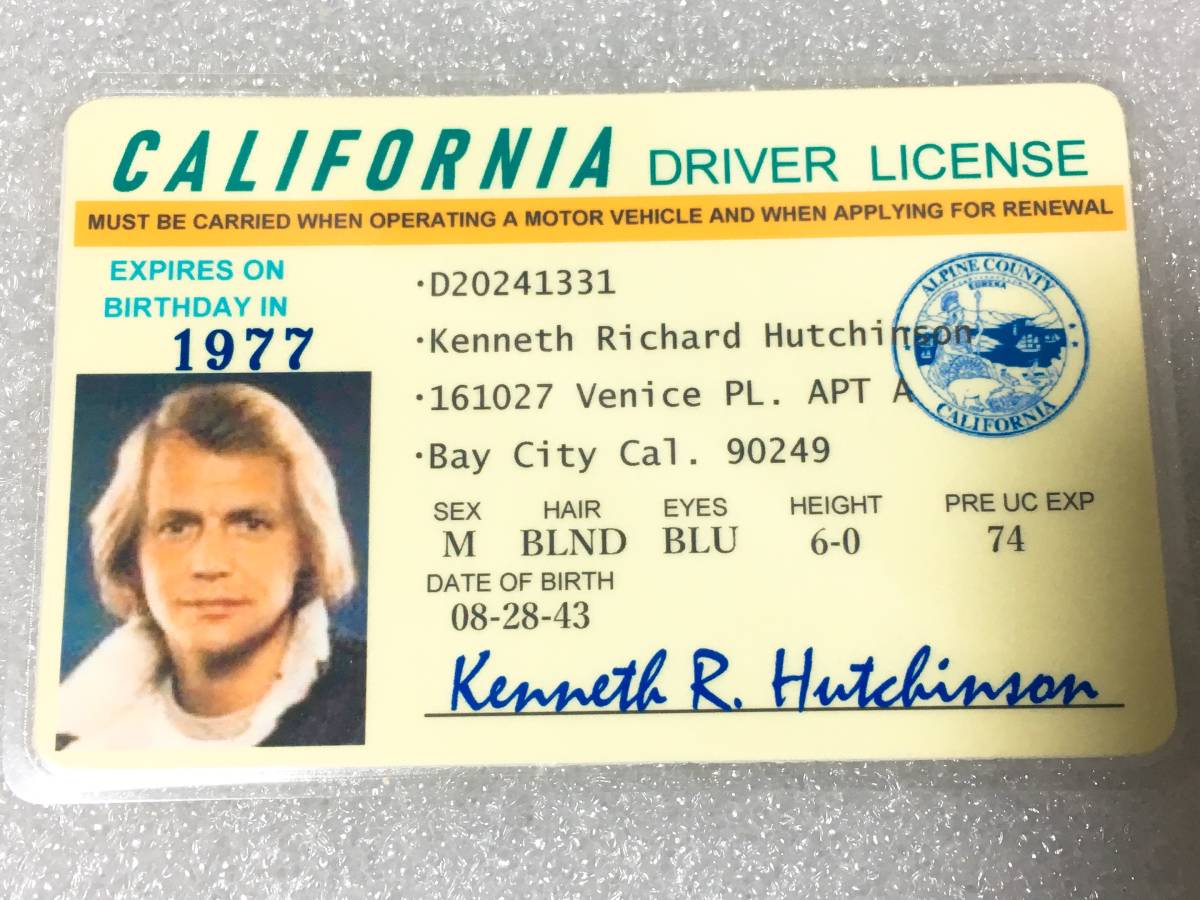 CALIFORNIA DRIVER LICENSE
MUST BE CARRIED WHEN OPERATING A MOTOR VEHICLE AND WHEN APPLYING FOR RENEWAL
EXPIRES ON
BIRTHDAY IN
1977
·D20241331
·Kenneth Richard Hutchinson
·161027 Venice PL. APT A
·Bay City Cal. 90249
ALPINE COUNTY
EUREKA
CALIFORNIA
SEX HAIR EYES HEIGHT PRE UC EXP
M BLND BLU 6-0 74
DATE OF BIRTH
08-28-43
Kenneth R. Hutchinson